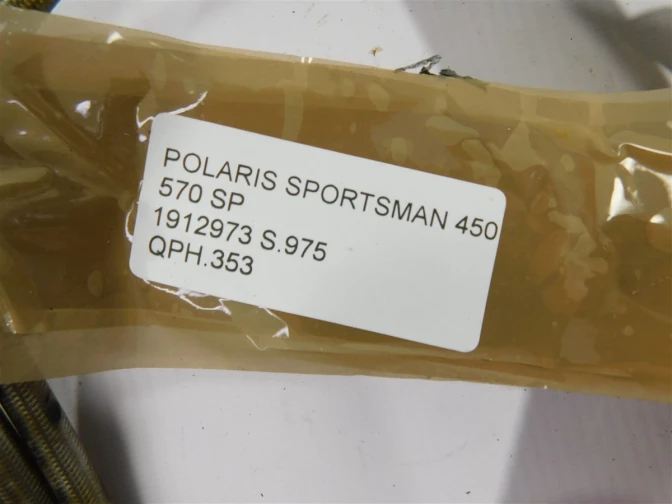 POLARIS SPORTSMAN 450
570 SP
1912973 S.975
QPH.353